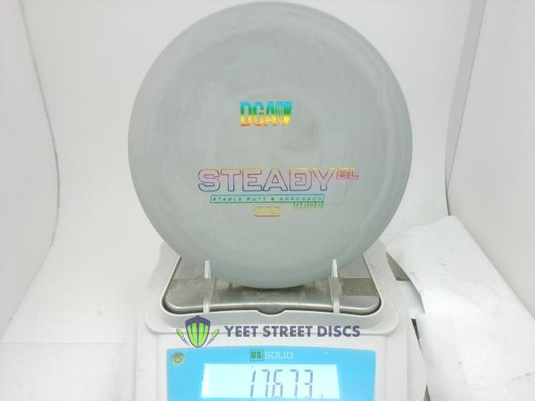 DGA
STEADY BL
STABLE PUTT & APPROACH
YEET STREET DISCS
US SOLID
176.73